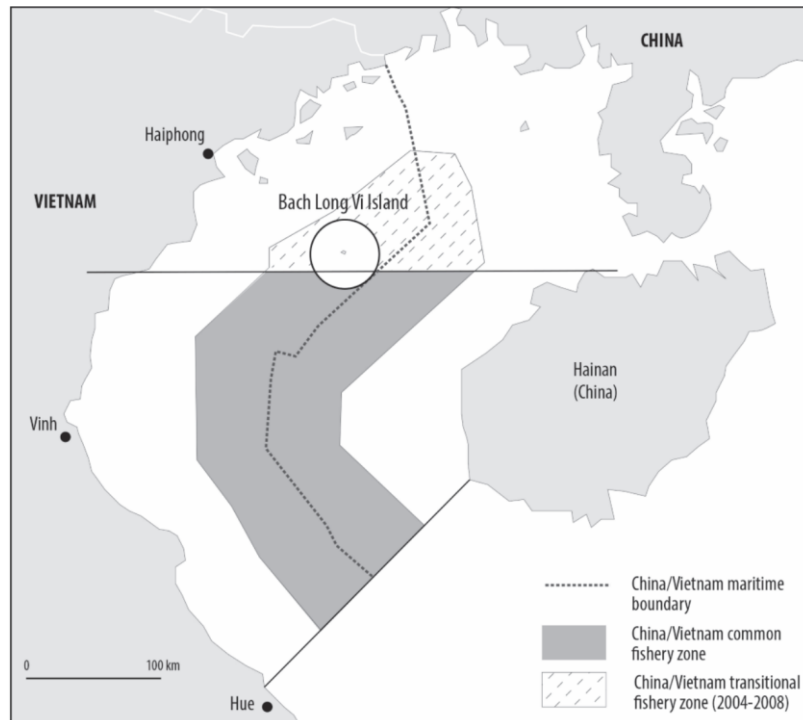 CHINA
Haiphong
VIETNAM
Bach Long Vi Island
Hainan
(China)
Vinh
China/Vietnam maritime
boundary
China/Vietnam common
fishery zone
China/Vietnam transitional
fishery zone (2004-2008)
0 100 km
Hue